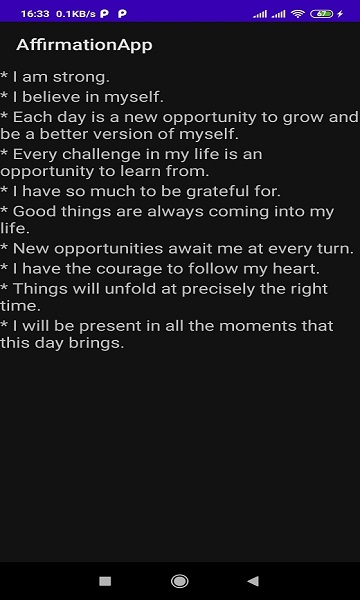 16:33 0.1KB/s P P 67
AffirmationApp
* I am strong.
* I believe in myself.
* Each day is a new opportunity to grow and
be a better version of myself.
* Every challenge in my life is an
opportunity to learn from.
* I have so much to be grateful for.
* Good things are always coming into my
life.
* New opportunities await me at every turn.
* I have the courage to follow my heart.
* Things will unfold at precisely the right
time.
* I will be present in all the moments that
this day brings.